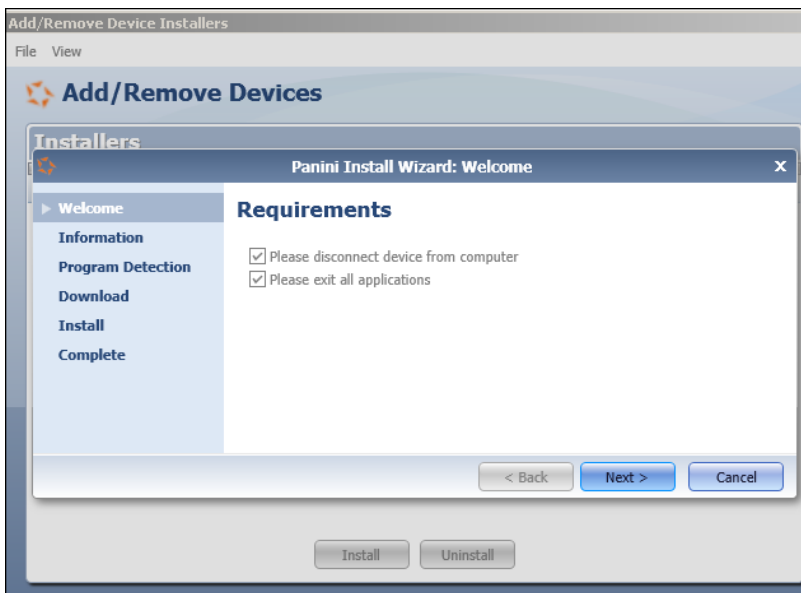 Add/Remove Device Installers
File View
Add/Remove Devices
Installers
Panini Install Wizard: Welcome x
Welcome
Information
Program Detection
Download
Install
Complete
Requirements
Please disconnect device from computer
Please exit all applications
< Back Next > Cancel
Install Uninstall